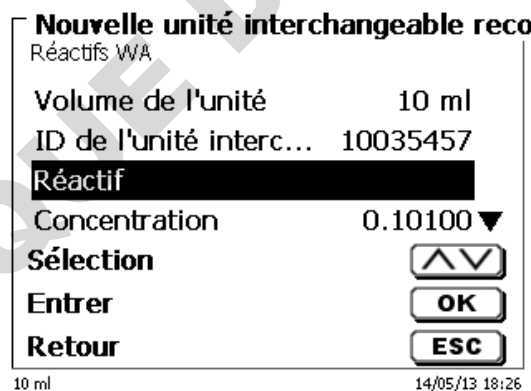 Nouvelle unité interchangeable reco
Réactifs WA
Volume de l'unité 10 ml
ID de l'unité interc... 10035457
Réactif
Concentration 0.10100 ▼
Sélection
Entrer OK
Retour ESC
10 ml 14/05/13 18:26